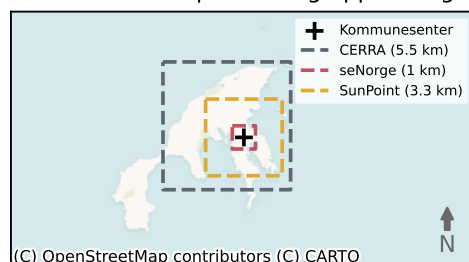 Kommunesenter
CERRA (5.5 km)
seNorge (1 km)
SunPoint (3.3 km)
N
(C) OpenStreetMap contributors (C) CARTO